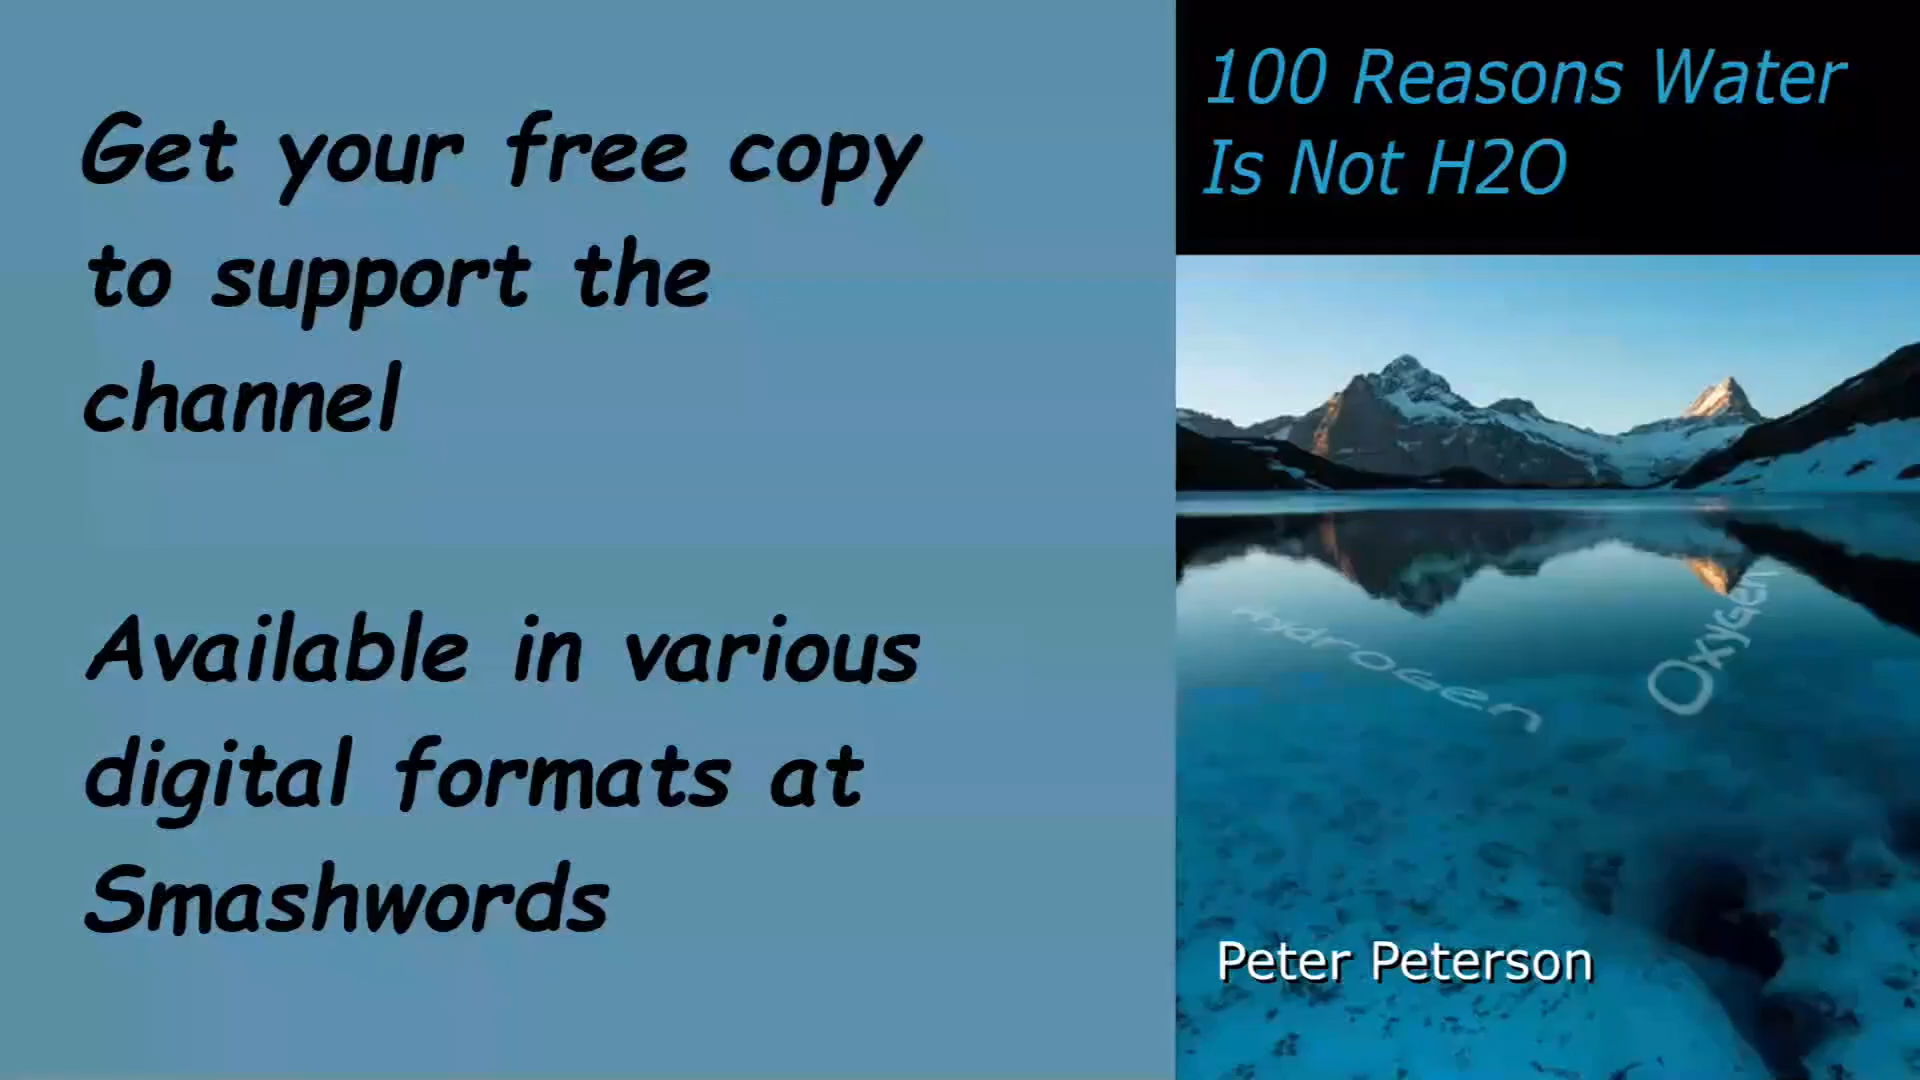 Get your free copy
to support the
channel
Available in various
digital formats at
Smashwords
100 Reasons Water
Is Not H2O
Hydrogen
Oxygen
Peter Peterson